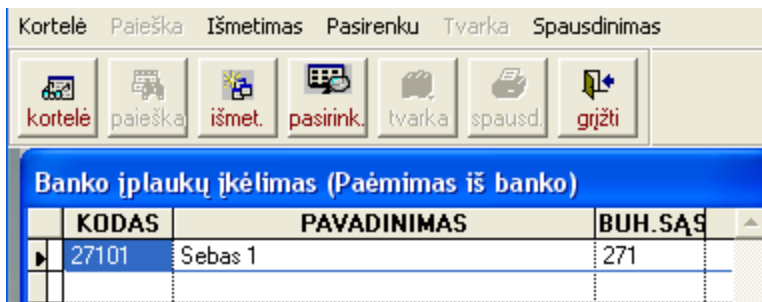 Kortelė Paieška Išmetimas Pasirenku Tvarka Spausdinimas
kortelė paieška išmet. pasirink. tvarka spausd. grįžti
Banko įplaukų įkėlimas (Paėmimas iš banko)
KODAS PAVADINIMAS BUH.SĄS
27101 Sebas 1 271